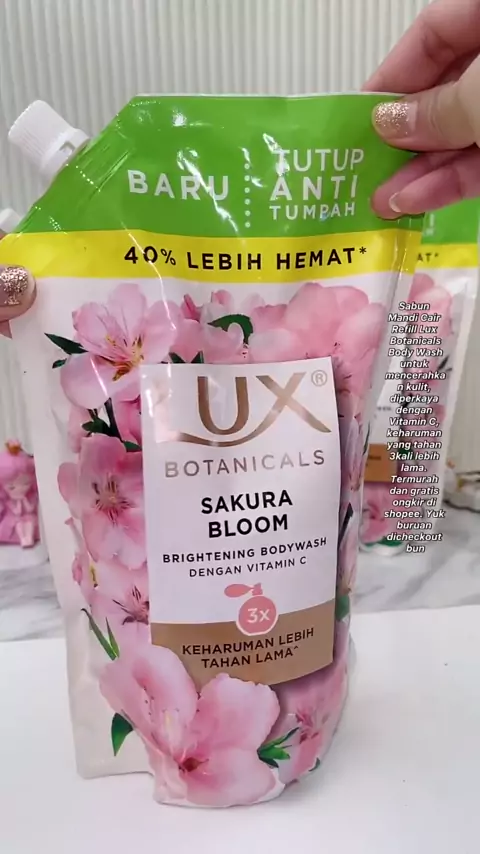 BARU
TUTUP
ANTI
TUMPAH
40% LEBIH HEMAT*
LUX®
BOTANICALS
SAKURA
BLOOM
BRIGHTENING BODYWASH
DENGAN VITAMIN C
3x
KEHARUMAN LEBIH
TAHAN LAMA^
AT*
Sabun
Mandi Cair
Refill Lux
Botanicals
Body Wash
untuk
mencerahka
n kulit,
diperkaya
dengan
Vitamin C,
keharuman
yang tahan
3kali lebih
lama.
Termurah
dan gratis
ongkir di
shopee. Yuk
buruan
dicheckout
bun